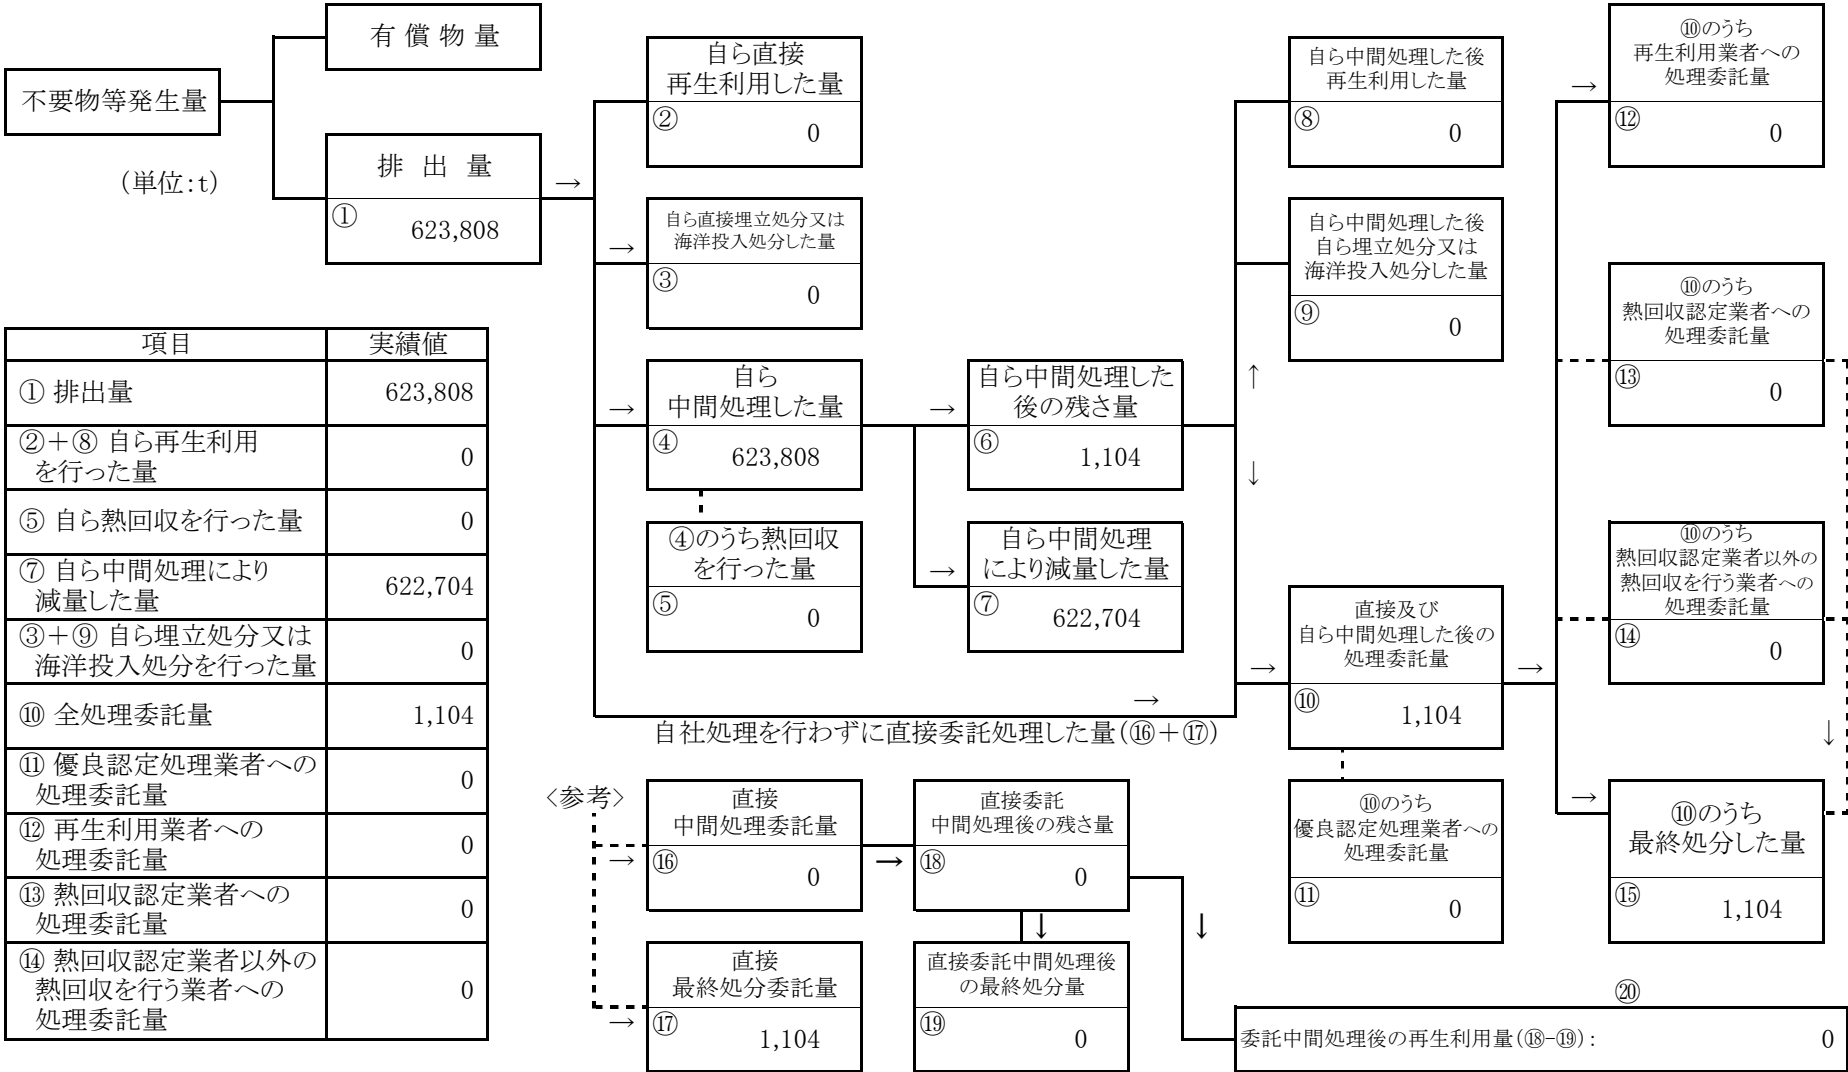 不要物等発生量
(単位:t)
有 償 物 量
排 出 量
→
①
623,808
項目 実績値
① 排出量 623,808
②+⑧ 自ら再生利用
を行った量 0
⑤ 自ら熱回収を行った量 0
⑦ 自ら中間処理により
減量した量 622,704
③+⑨ 自ら埋立処分又は
海洋投入処分を行った量 0
⑩ 全処理委託量 1,104
⑪ 優良認定処理業者への
処理委託量 0
⑫ 再生利用業者への
処理委託量 0
⑬ 熱回収認定業者への
処理委託量 0
⑭ 熱回収認定業者以外の
熱回収を行う業者への
処理委託量 0
自ら直接
再生利用した量
②
0
→
自ら直接埋立処分又は
海洋投入処分した量
③
0
→
自ら
中間処理した量
④
623,808
④のうち熱回収
を行った量
⑤
0
→
自ら中間処理した
後の残さ量
⑥
1,104
→
自ら中間処理
により減量した量
⑦
622,704
→
自社処理を行わずに直接委託処理した量(⑯+⑰)
<参考>
→
直接
中間処理委託量
⑯
0
→
直接
最終処分委託量
⑰
1,104
→
直接委託
中間処理後の残さ量
⑱
0
↓
直接委託中間処理後
の最終処分量
⑲
0
↓
自ら中間処理した後
再生利用した量
⑧
0
自ら中間処理した後
自ら埋立処分又は
海洋投入処分した量
⑨
0
↑
↓
→
直接及び
自ら中間処理した後の
処理委託量
⑩
1,104
→
⑩のうち
優良認定処理業者への
処理委託量
⑪
0
→
⑩のうち
再生利用業者への
処理委託量
⑫
0
⑩のうち
熱回収認定業者への
処理委託量
⑬
0
⑩のうち
熱回収認定業者以外の
熱回収を行う業者への
処理委託量
⑭
0
↓
→
⑩のうち
最終処分した量
⑮
1,104
⑳
委託中間処理後の再生利用量(⑱-⑲): 0